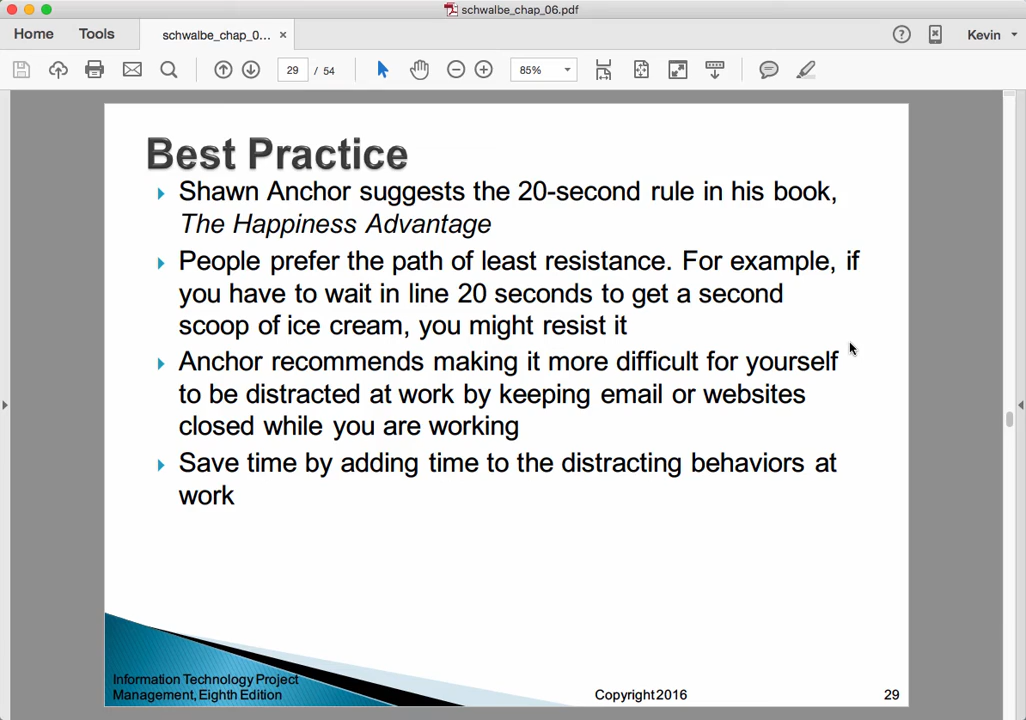 schwalbe_chap_06.pdf
Home Tools schwalbe_chap_0... × Kevin
29 / 54 85%
Best Practice
Shawn Anchor suggests the 20-second rule in his book,
The Happiness Advantage
People prefer the path of least resistance. For example, if
you have to wait in line 20 seconds to get a second
scoop of ice cream, you might resist it
Anchor recommends making it more difficult for yourself
to be distracted at work by keeping email or websites
closed while you are working
Save time by adding time to the distracting behaviors at
work
Information Technology Project
Management, Eighth Edition
Copyright 2016
29